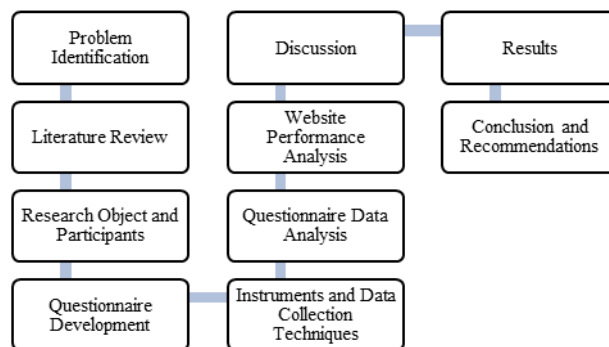 Problem
Identification
Literature Review
Research Object and
Participants
Questionnaire
Development
Instruments and Data
Collection
Techniques
Questionnaire Data
Analysis
Website
Performance
Analysis
Discussion
Results
Conclusion and
Recommendations